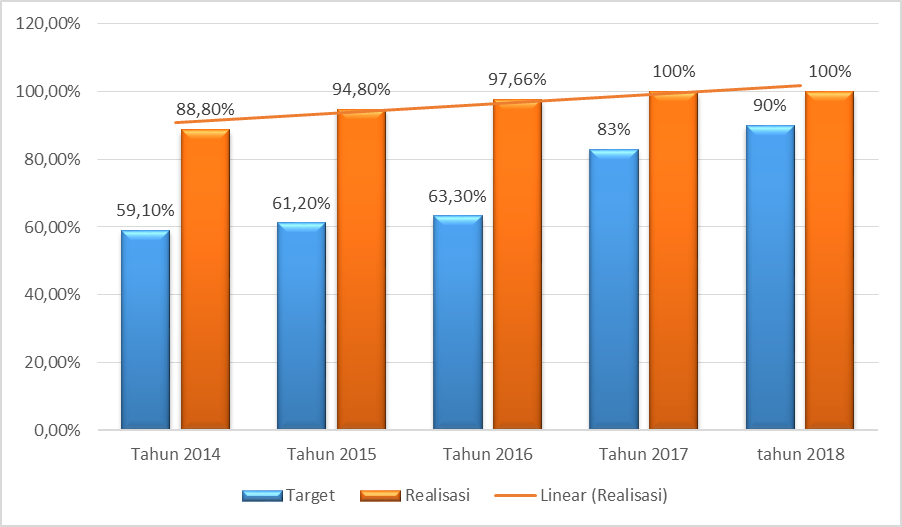 120,00%
100,00%
80,00%
60,00%
40,00%
20,00%
0,00%
59,10%
88,80%
61,20%
94,80%
63,30%
97,66%
83%
100%
90%
100%
Tahun 2014
Tahun 2015
Tahun 2016
Tahun 2017
tahun 2018
Target
Realisasi
Linear (Realisasi)